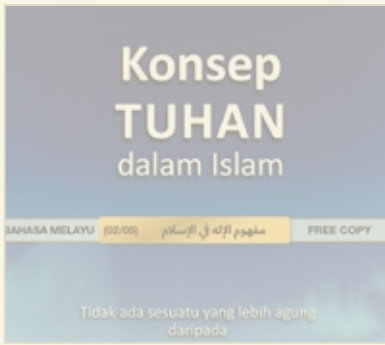 Konsep
TUHAN
dalam Islam
BAHASA MELAYU (02/05) مفهوم الإله في الإسلام FREE COPY
Tidak ada sesuatu yang lebih agung
daripada